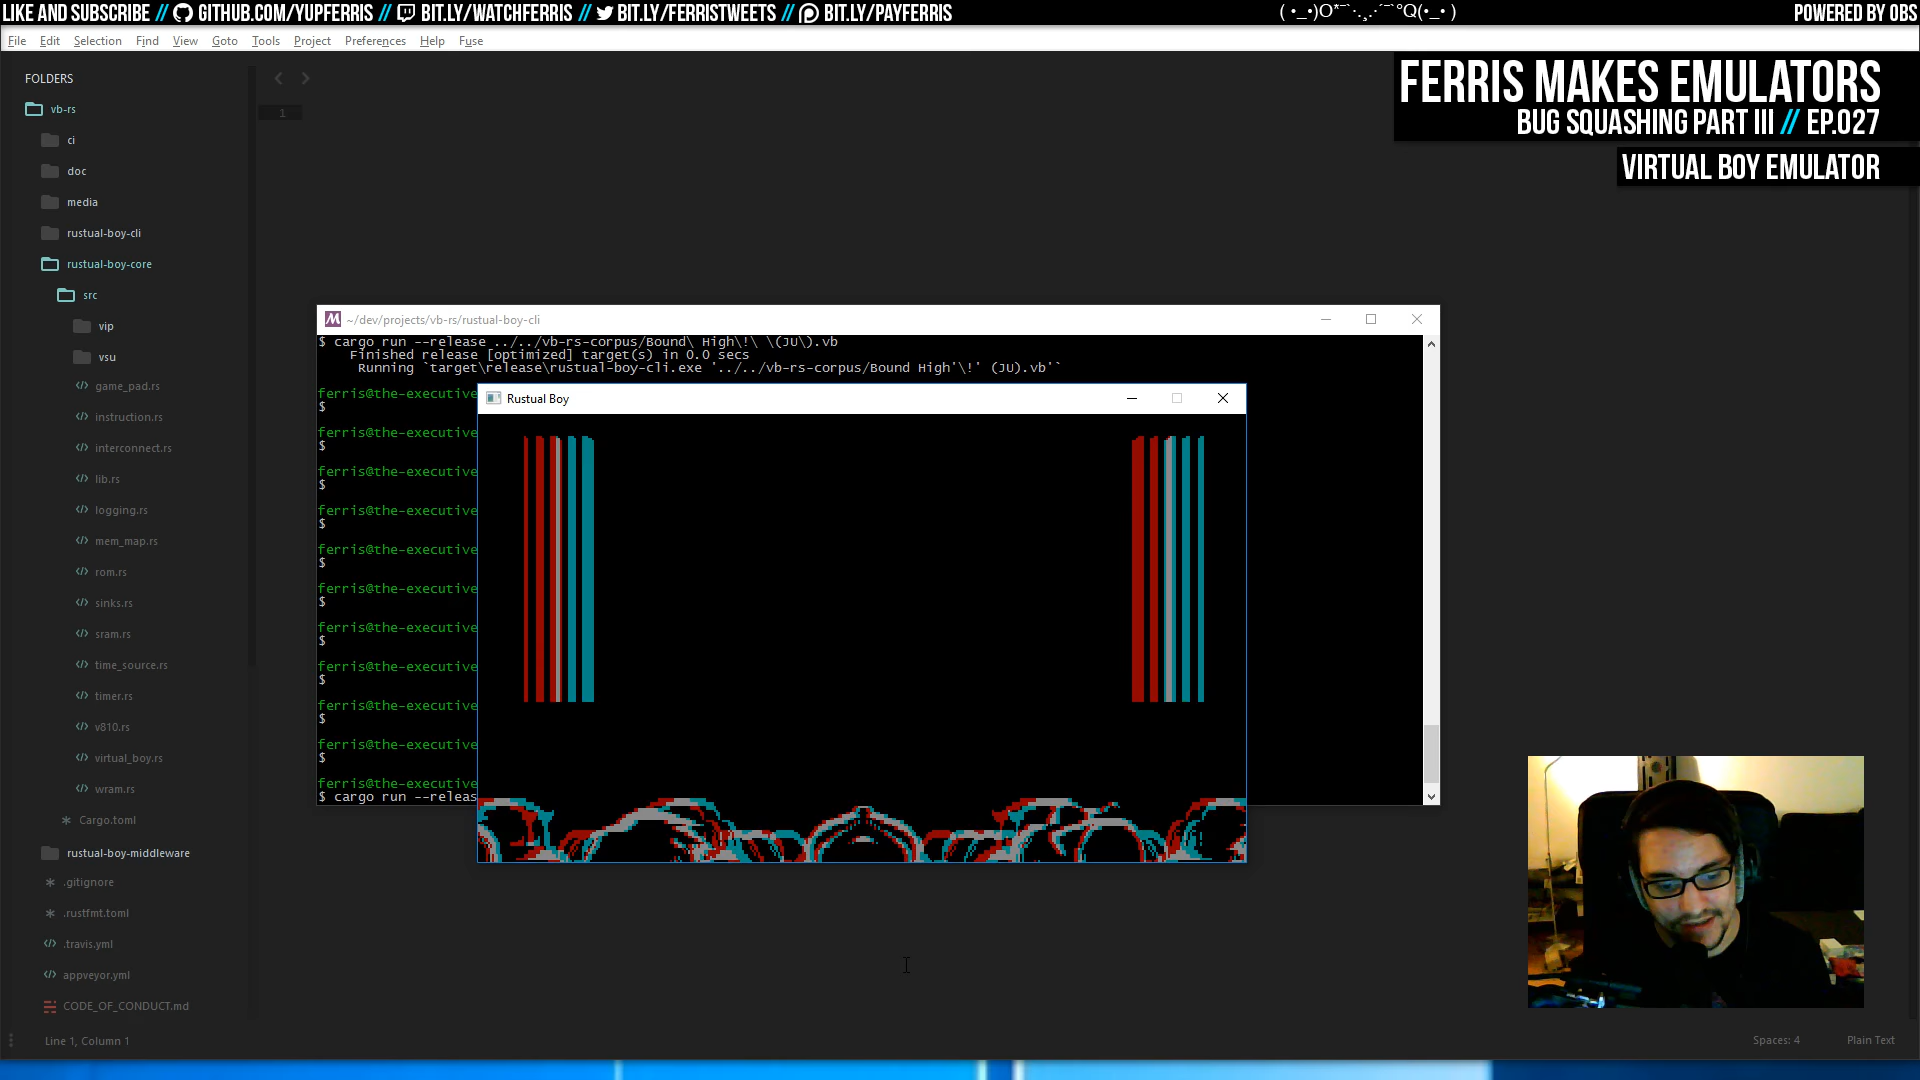 LIKE AND SUBSCRIBE // GITHUB.COM/YUPFERRIS // BIT.LY/WATCHFERRIS // BIT.LY/FERRISTWEETS // BIT.LY/PAYFERRIS
POWERED BY OBS
File Edit Selection Find View Goto Tools Project Preferences Help Fuse
FERRIS MAKES EMULATORS
BUG SQUASHING PART III // EP.027
VIRTUAL BOY EMULATOR
FOLDERS
vb-rs
ci
doc
media
rustual-boy-cli
rustual-boy-core
src
vip
vsu
game_pad.rs
instruction.rs
interconnect.rs
lib.rs
logging.rs
mem_map.rs
rom.rs
sinks.rs
sram.rs
time_source.rs
timer.rs
v810.rs
virtual_boy.rs
wram.rs
Cargo.toml
rustual-boy-middleware
.gitignore
.rustfmt.toml
.travis.yml
appveyor.yml
CODE_OF_CONDUCT.md
1
~/dev/projects/vb-rs/rustual-boy-cli
$ cargo run --release ../../vb-rs-corpus/Bound\ High\!\ \(JU\).vb
Finished release [optimized] target(s) in 0.0 secs
Running `target\release\rustual-boy-cli.exe '../../vb-rs-corpus/Bound High'\!' (JU).vb'`
ferris@the-executive
$
ferris@the-executive
$
ferris@the-executive
$
ferris@the-executive
$
ferris@the-executive
$
ferris@the-executive
$
ferris@the-executive
$
ferris@the-executive
$
ferris@the-executive
$
ferris@the-executive
$
ferris@the-executive
$ cargo run --releas
Rustual Boy
Line 1, Column 1
Spaces: 4
Plain Text